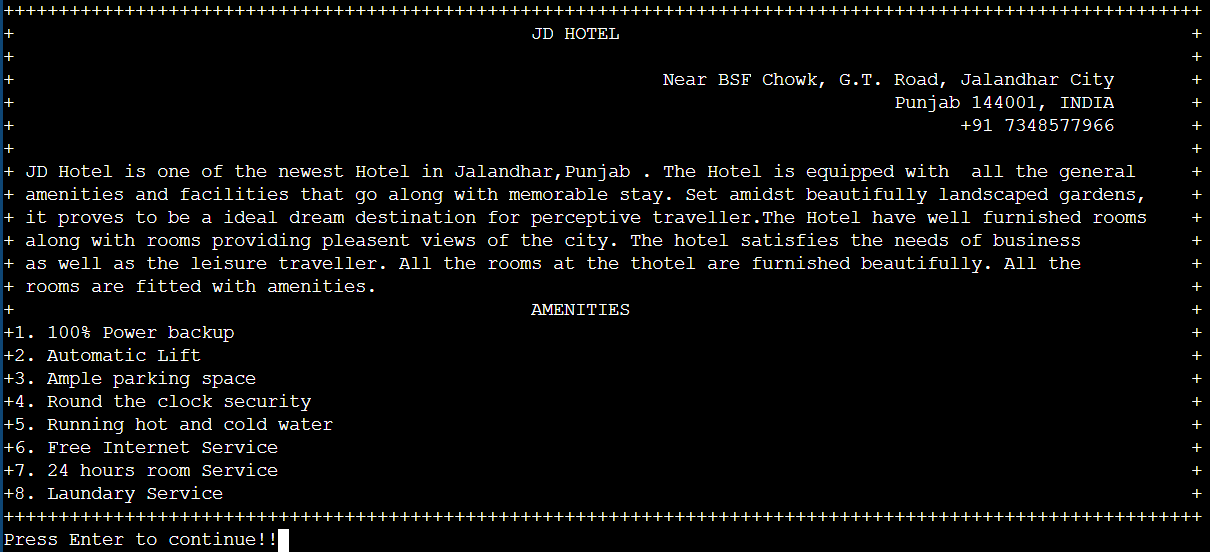 ++++++++++++++++++++++++++++++++++++++++++++++++++++++++++++++++++++++++++++++++++++++++++++++++++++++++++++++
+ JD HOTEL +
+ +
+ Near BSF Chowk, G.T. Road, Jalandhar City +
+ Punjab 144001, INDIA +
+ +91 7348577966 +
+ +
+ JD Hotel is one of the newest Hotel in Jalandhar,Punjab . The Hotel is equipped with  all the general +
+ amenities and facilities that go along with memorable stay. Set amidst beautifully landscaped gardens, +
+ it proves to be a ideal dream destination for perceptive traveller.The Hotel have well furnished rooms +
+ along with rooms providing pleasent views of the city. The hotel satisfies the needs of business +
+ as well as the leisure traveller. All the rooms at the thotel are furnished beautifully. All the +
+ rooms are fitted with amenities. +
+ AMENITIES +
+1. 100% Power backup +
+2. Automatic Lift +
+3. Ample parking space +
+4. Round the clock security +
+5. Running hot and cold water +
+6. Free Internet Service +
+7. 24 hours room Service +
+8. Laundary Service +
++++++++++++++++++++++++++++++++++++++++++++++++++++++++++++++++++++++++++++++++++++++++++++++++++++++++++++++
Press Enter to continue!!